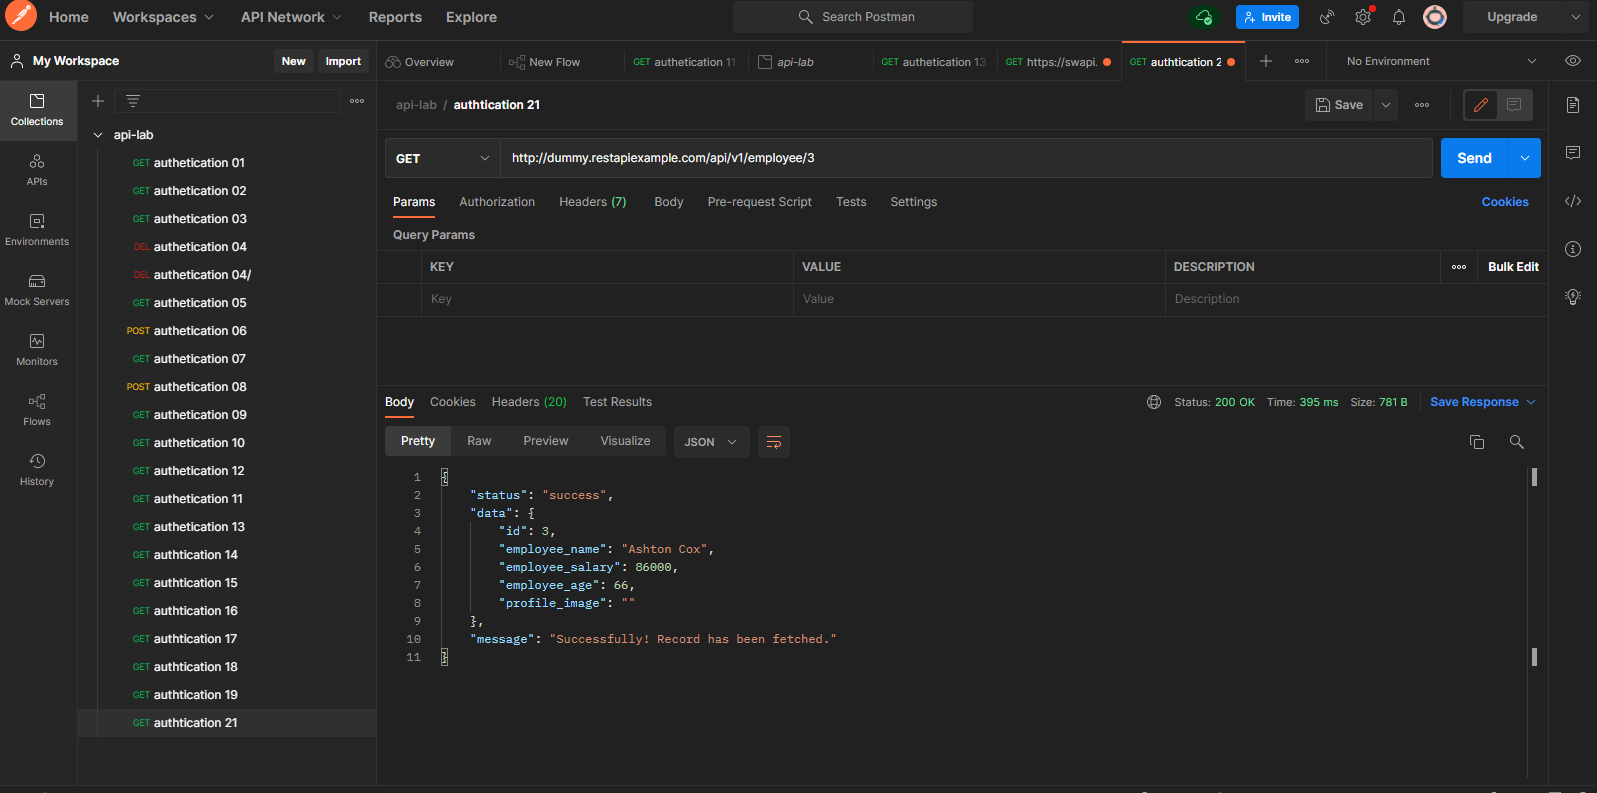 Home Workspaces API Network Reports Explore Search Postman Invite Upgrade
My Workspace New Import Overview New Flow GET authetication 11 api-lab GET authetication 13 GET https://swapi. GET authtication 2 No Environment
Collections
APIs
Environments
Mock Servers
Monitors
Flows
History
api-lab
GET authetication 01
GET authetication 02
GET authetication 03
DEL authetication 04
DEL authetication 04/
GET authetication 05
POST authetication 06
GET authetication 07
POST authetication 08
GET authetication 09
GET authetication 10
GET authetication 12
GET authetication 11
GET authetication 13
GET authtication 14
GET authtication 15
GET authtication 16
GET authtication 17
GET authtication 18
GET authtication 19
GET authtication 21
api-lab / authtication 21 Save
GET http://dummy.restapiexample.com/api/v1/employee/3 Send
Params Authorization Headers (7) Body Pre-request Script Tests Settings Cookies
Query Params
KEY VALUE DESCRIPTION Bulk Edit
Key Value Description
Body Cookies Headers (20) Test Results Status: 200 OK Time: 395 ms Size: 781 B Save Response
Pretty Raw Preview Visualize JSON
1 {
2 "status": "success",
3 "data": {
4 "id": 3,
5 "employee_name": "Ashton Cox",
6 "employee_salary": 86000,
7 "employee_age": 66,
8 "profile_image": ""
9 },
10 "message": "Successfully! Record has been fetched."
11 }